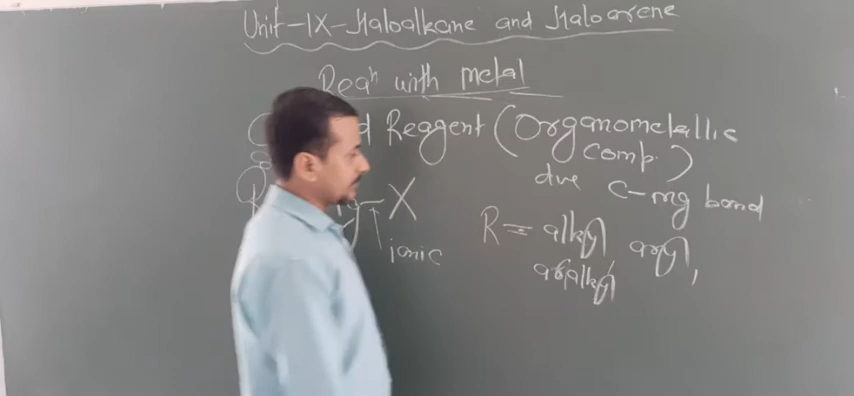 Unit-IX-Haloalkane and Haloarene
Reaⁿ with metal
d Reagent (Organometallic
Comp.)
due C-mg bond
-X
ionic
R = alkyl, aryl,
aralkyl